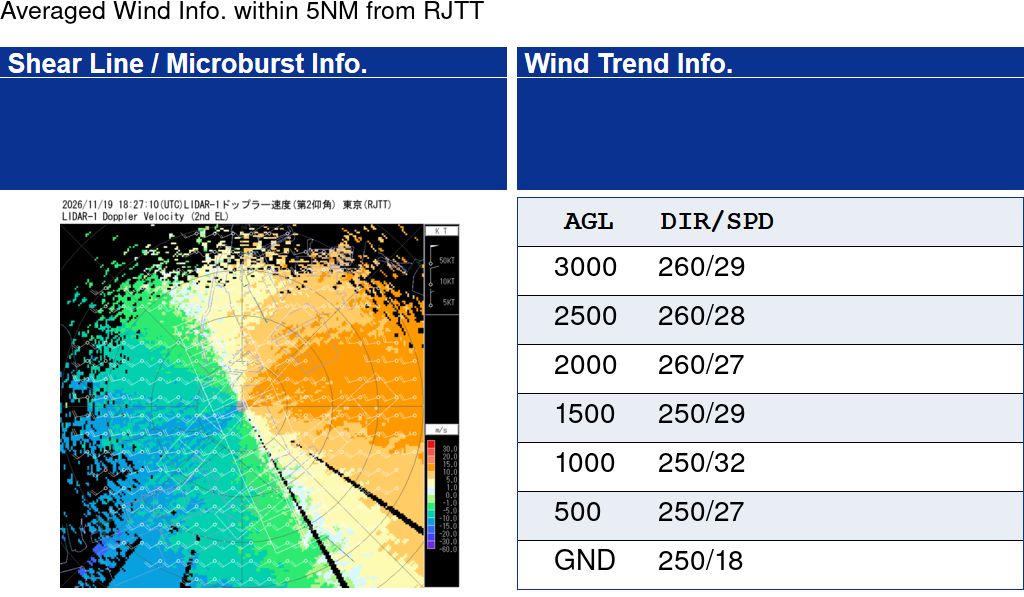 Averaged Wind Info. within 5NM from RJTT
Shear Line / Microburst Info.
Wind Trend Info.
2026/11/19 18:27:10(UTC)LIDAR-1ドップラー速度(第2仰角) 東京(RJTT)
LIDAR-1 Doppler Velocity (2nd EL)
K T
50KT
10KT
5KT
m/s
30.0
20.0
15.0
10.0
5.0
1.0
0.0
-1.0
-5.0
-10.0
-15.0
-20.0
-30.0
-60.0
AGL DIR/SPD
3000 260/29
2500 260/28
2000 260/27
1500 250/29
1000 250/32
500 250/27
GND 250/18